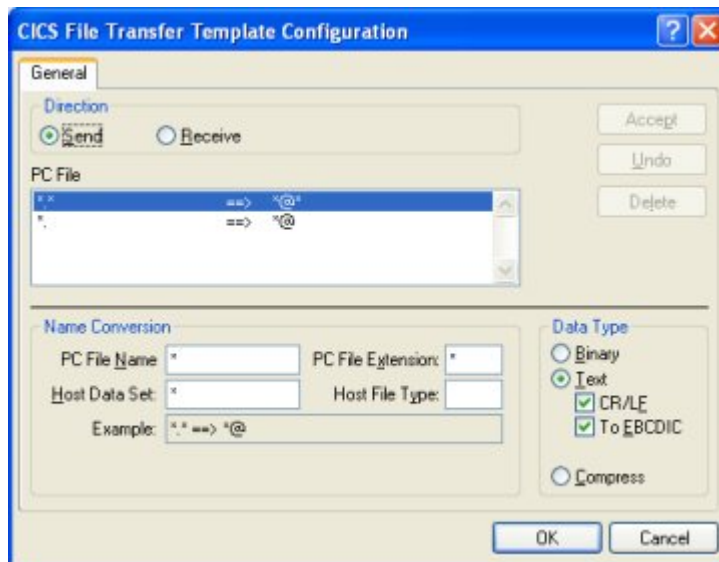 CICS File Transfer Template Configuration
General
Direction
Send Receive
Accept
Undo
Delete
PC File
*.* ==> *@*
*. ==> *@
Name Conversion
PC File Name * PC File Extension: *
Host Data Set: * Host File Type:
Example: *.* ==> *@
Data Type
Binary
Text
CR/LF
To EBCDIC
Compress
OK Cancel